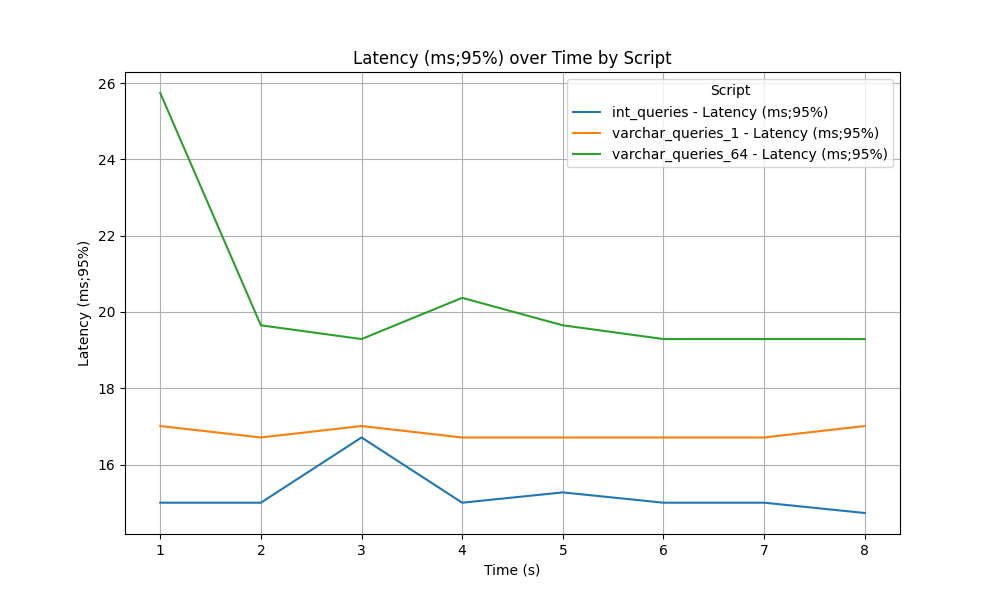 Latency (ms;95%) over Time by Script
Script
int_queries - Latency (ms;95%)
varchar_queries_1 - Latency (ms;95%)
varchar_queries_64 - Latency (ms;95%)
Latency (ms;95%)
26
24
22
20
18
16
1 2 3 4 5 6 7 8
Time (s)